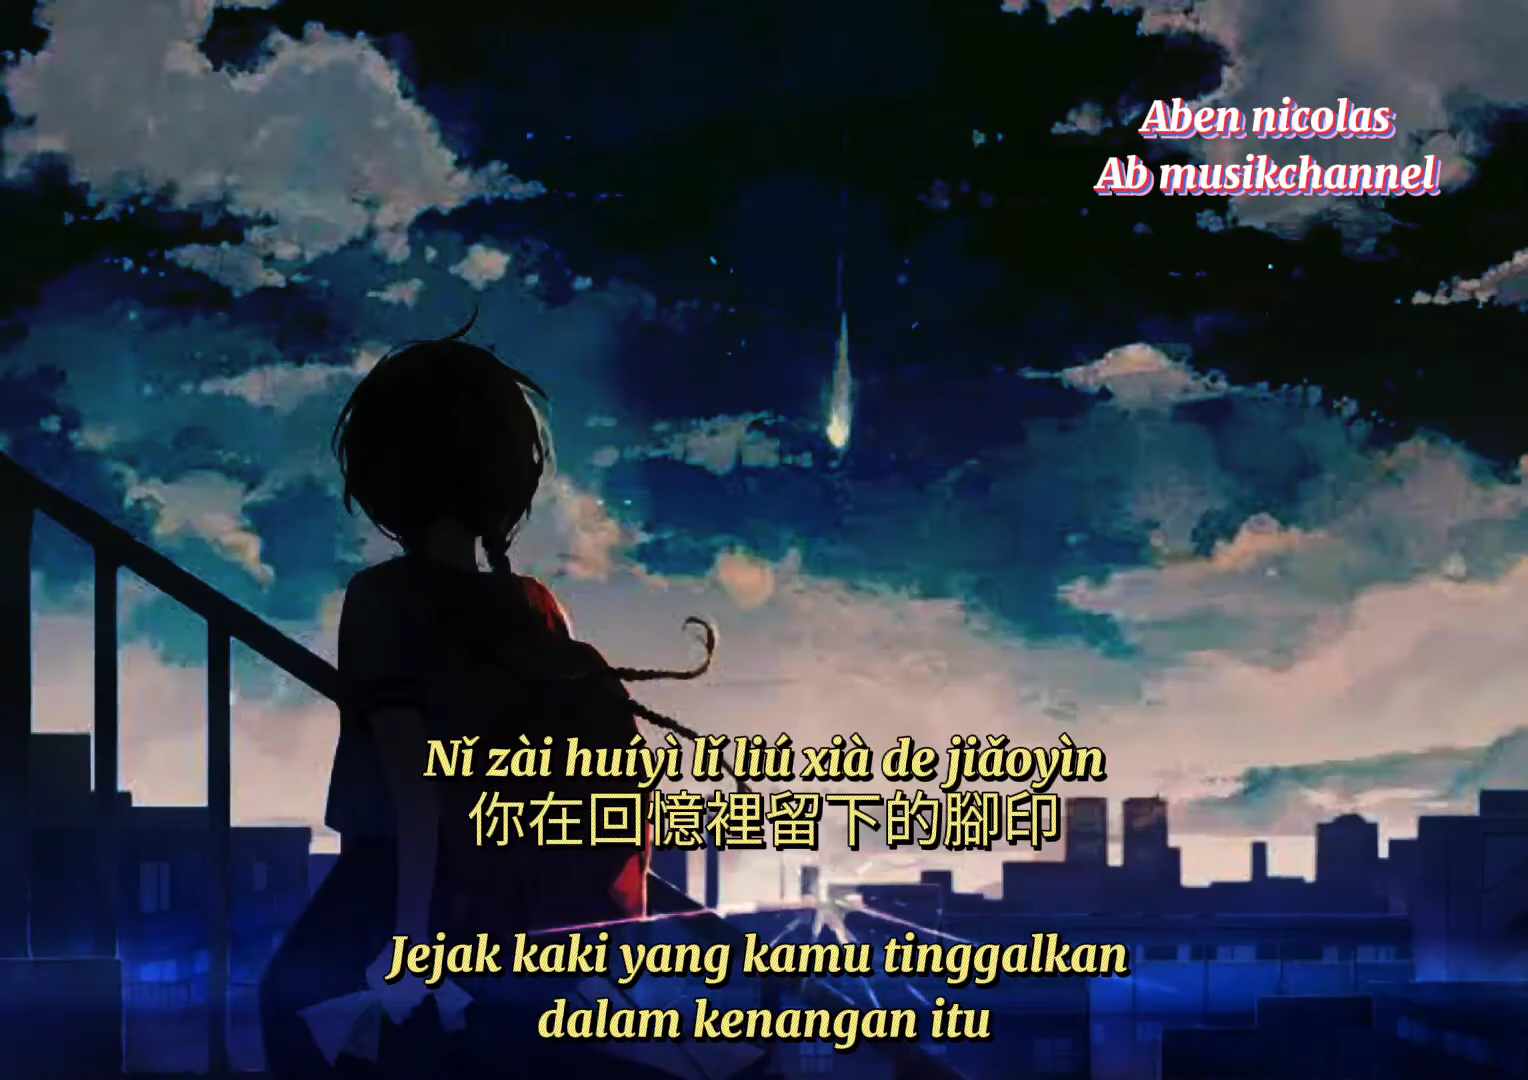 Aben nicolas
Ab musikchannel
Nǐ zài huíyì lǐ liú xià de jiǎoyìn
你在回憶裡留下的腳印
Jejak kaki yang kamu tinggalkan
dalam kenangan itu